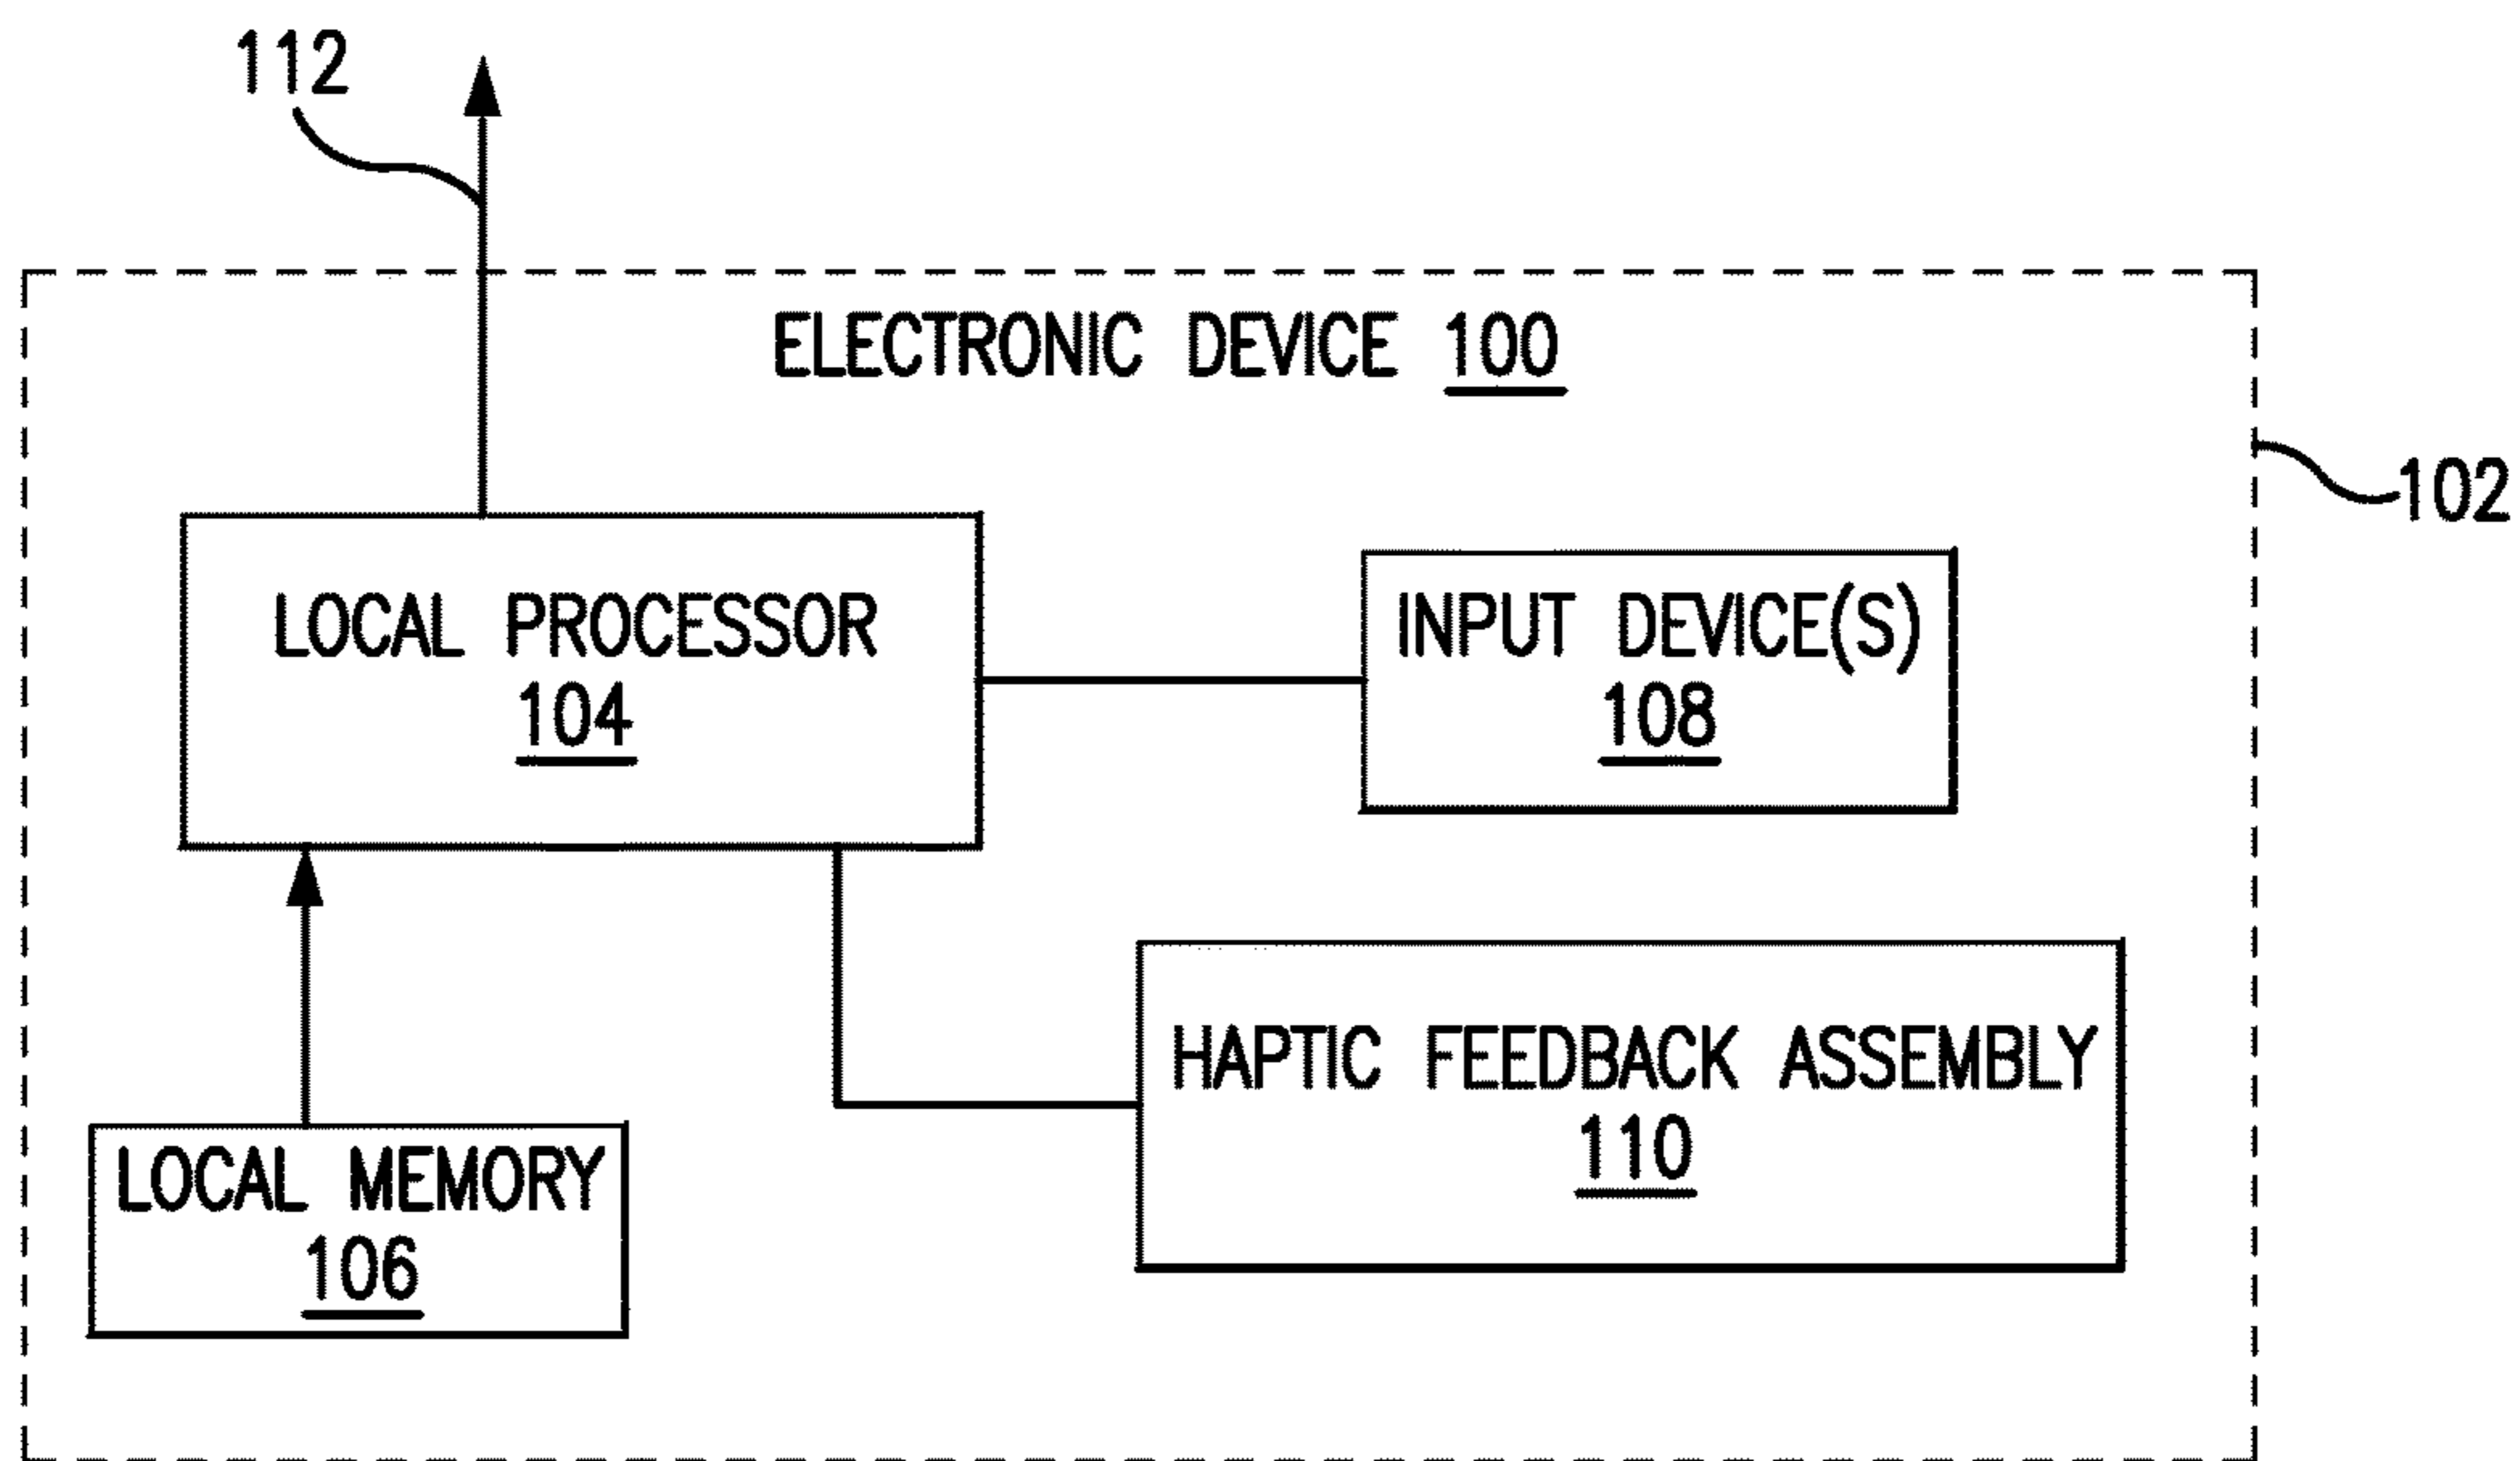 112
ELECTRONIC DEVICE 100
102
LOCAL PROCESSOR
104
INPUT DEVICE(S)
108
HAPTIC FEEDBACK ASSEMBLY
110
LOCAL MEMORY
106